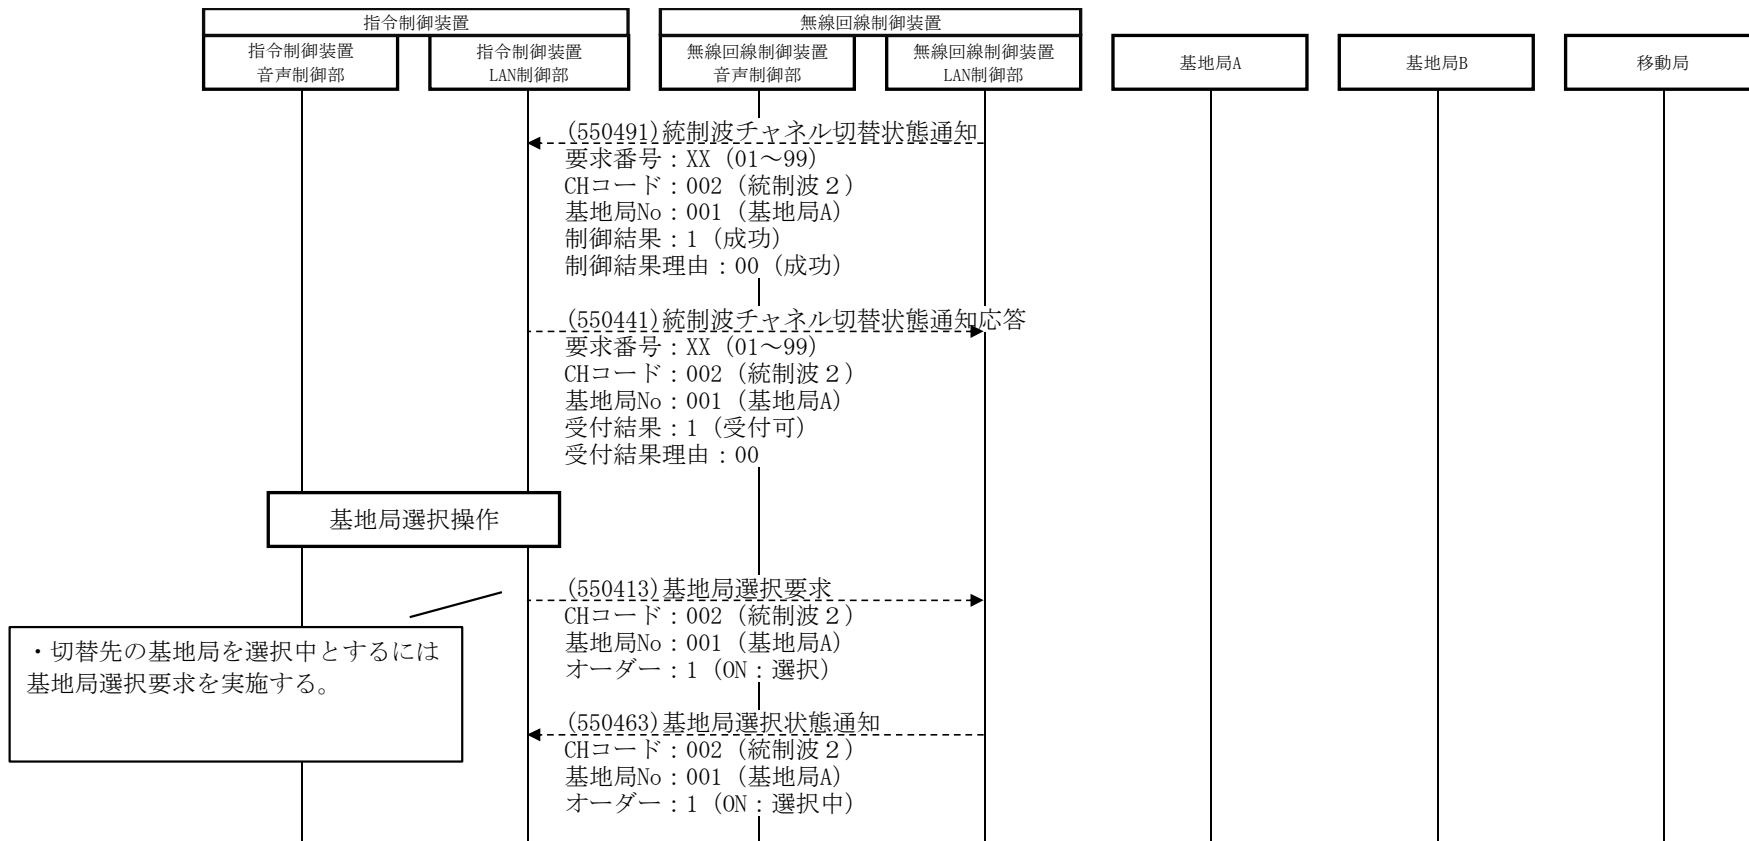 指令制御装置
無線回線制御装置
指令制御装置
音声制御部
指令制御装置
LAN制御部
無線回線制御装置
音声制御部
無線回線制御装置
LAN制御部
基地局A
基地局B
移動局
(550491)統制波チャネル切替状態通知
要求番号：XX（01～99）
CHコード：002（統制波２）
基地局No：001（基地局A）
制御結果：1（成功）
制御結果理由：00（成功）
(550441)統制波チャネル切替状態通知応答
要求番号：XX（01～99）
CHコード：002（統制波２）
基地局No：001（基地局A）
受付結果：1（受付可）
受付結果理由：00
基地局選択操作
(550413)基地局選択要求
CHコード：002（統制波２）
基地局No：001（基地局A）
オーダー：1（ON：選択）
・切替先の基地局を選択中とするには
基地局選択要求を実施する。
(550463)基地局選択状態通知
CHコード：002（統制波２）
基地局No：001（基地局A）
オーダー：1（ON：選択中）